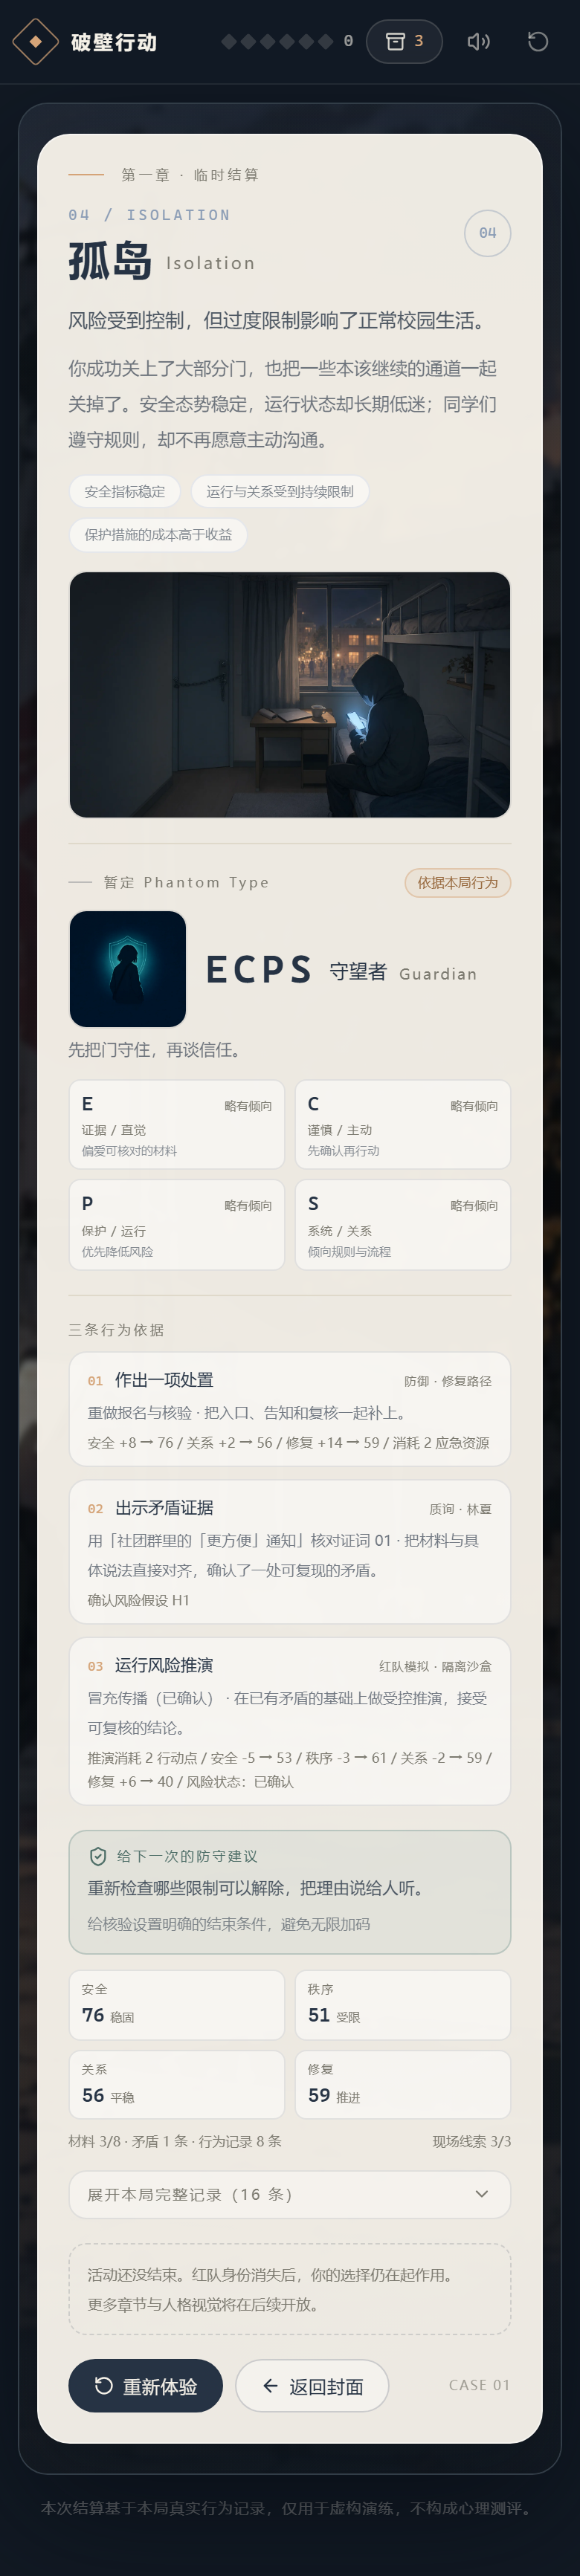 破壁行动
0
3
第一章 · 临时结算
04 / ISOLATION
04
孤岛 Isolation
风险受到控制，但过度限制影响了正常校园生活。
你成功关上了大部分门，也把一些本该继续的通道一起
关掉了。安全态势稳定，运行状态却长期低迷；同学们
遵守规则，却不再愿意主动沟通。
安全指标稳定
运行与关系受到持续限制
保护措施的成本高于收益
暂定 Phantom Type
依据本局行为
ECPS 守望者 Guardian
先把门守住，再谈信任。
E 略有倾向
证据 / 直觉
偏爱可核对的材料
C 略有倾向
谨慎 / 主动
先确认再行动
P 略有倾向
保护 / 运行
优先降低风险
S 略有倾向
系统 / 关系
倾向规则与流程
三条行为依据
01 作出一项处置 防御 · 修复路径
重做报名与核验 · 把入口、告知和复核一起补上。
安全 +8 → 76 / 关系 +2 → 56 / 修复 +14 → 59 / 消耗 2 应急资源
02 出示矛盾证据 质询 · 林夏
用「社团群里的「更方便」通知」核对证词 01 · 把材料与具
体说法直接对齐，确认了一处可复现的矛盾。
确认风险假设 H1
03 运行风险推演 红队模拟 · 隔离沙盒
冒充传播（已确认） · 在已有矛盾的基础上做受控推演，接受
可复核的结论。
推演消耗 2 行动点 / 安全 -5 → 53 / 秩序 -3 → 61 / 关系 -2 → 59 /
修复 +6 → 40 / 风险状态：已确认
给下一次的防守建议
重新检查哪些限制可以解除，把理由说给人听。
给核验设置明确的结束条件，避免无限加码
安全
76 稳固
秩序
51 受限
关系
56 平稳
修复
59 推进
材料 3/8 · 矛盾 1 条 · 行为记录 8 条
现场线索 3/3
展开本局完整记录（16 条）
活动还没结束。红队身份消失后，你的选择仍在起作用。
更多章节与人格视觉将在后续开放。
重新体验
返回封面
CASE 01
本次结算基于本局真实行为记录，仅用于虚构演练，不构成心理测评。